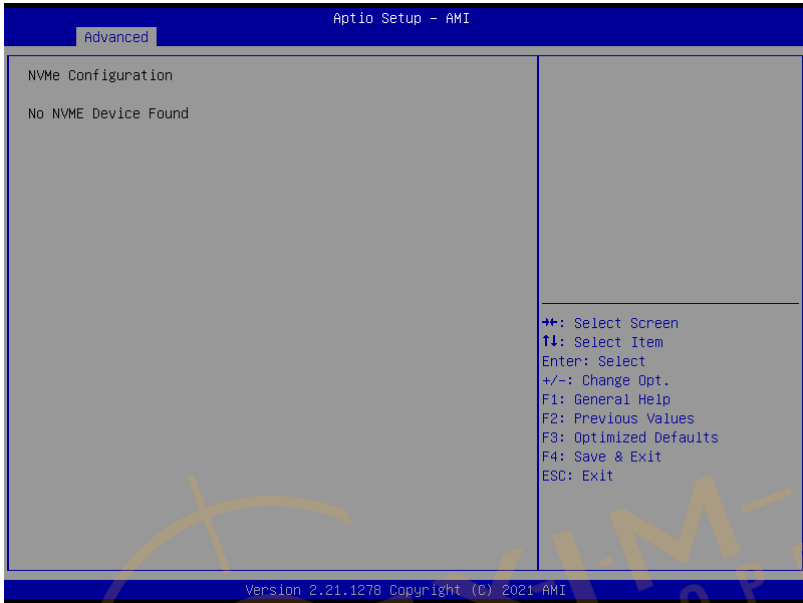 Aptio Setup – AMI
Advanced
NVMe Configuration
No NVME Device Found
→←: Select Screen
↑↓: Select Item
Enter: Select
+/-: Change Opt.
F1: General Help
F2: Previous Values
F3: Optimized Defaults
F4: Save & Exit
ESC: Exit
Version 2.21.1278 Copyright (C) 2021 AMI